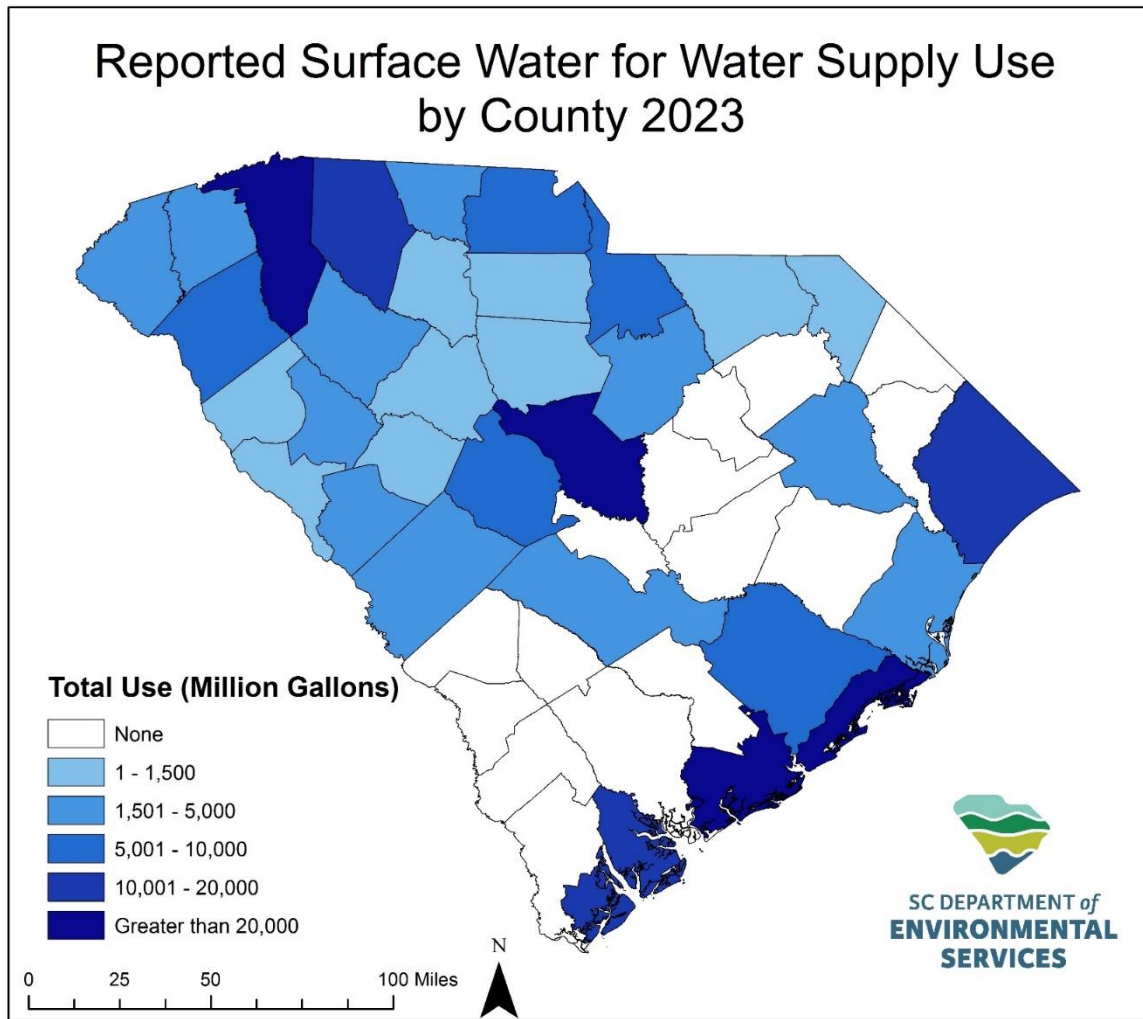 Reported Surface Water for Water Supply Use
by County 2023
Total Use (Million Gallons)
None
1 - 1,500
1,501 - 5,000
5,001 - 10,000
10,001 - 20,000
Greater than 20,000
0 25 50 100 Miles
N
SC DEPARTMENT of
ENVIRONMENTAL
SERVICES